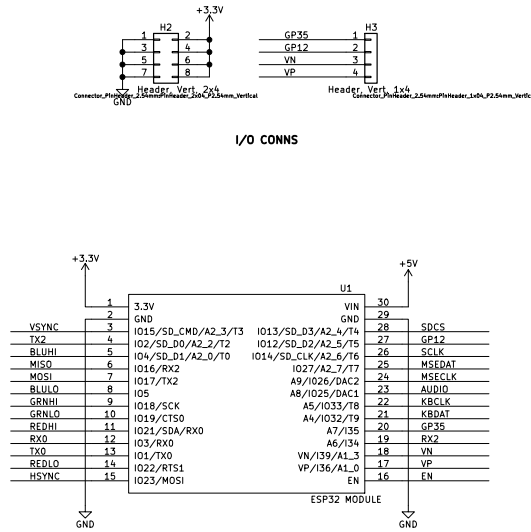 +3.3V
H2
1 2
3 4
5 6
7 8
GND
Header, Vert, 2x4
Connector_PinHeader_2.54mm:PinHeader_2x04_P2.54mm_Vertical
H3
GP35 1
GP12 2
VN 3
VP 4
Header, Vert, 1x4
Connector_PinHeader_2.54mm:PinHeader_1x04_P2.54mm_Vertic
I/O CONNS
+3.3V
+5V
U1
1 3.3V VIN 30
2 GND GND 29
VSYNC 3 IO15/SD_CMD/A2_3/T3 IO13/SD_D3/A2_4/T4 28 SDCS
TX2 4 IO2/SD_D0/A2_2/T2 IO12/SD_D2/A2_5/T5 27 GP12
BLUHI 5 IO4/SD_D1/A2_0/T0 IO14/SD_CLK/A2_6/T6 26 SCLK
MISO 6 IO16/RX2 IO27/A2_7/T7 25 MSEDAT
MOSI 7 IO17/TX2 A9/IO26/DAC2 24 MSECLK
BLULO 8 IO5 A8/IO25/DAC1 23 AUDIO
GRNHI 9 IO18/SCK A5/IO33/T8 22 KBCLK
GRNLO 10 IO19/CTS0 A4/IO32/T9 21 KBDAT
REDHI 11 IO21/SDA/RX0 A7/I35 20 GP35
RX0 12 IO3/RX0 A6/I34 19 RX2
TX0 13 IO1/TX0 VN/I39/A1_3 18 VN
REDLO 14 IO22/RTS1 VP/I36/A1_0 17 VP
HSYNC 15 IO23/MOSI EN 16 EN
ESP32 MODULE
GND
GND